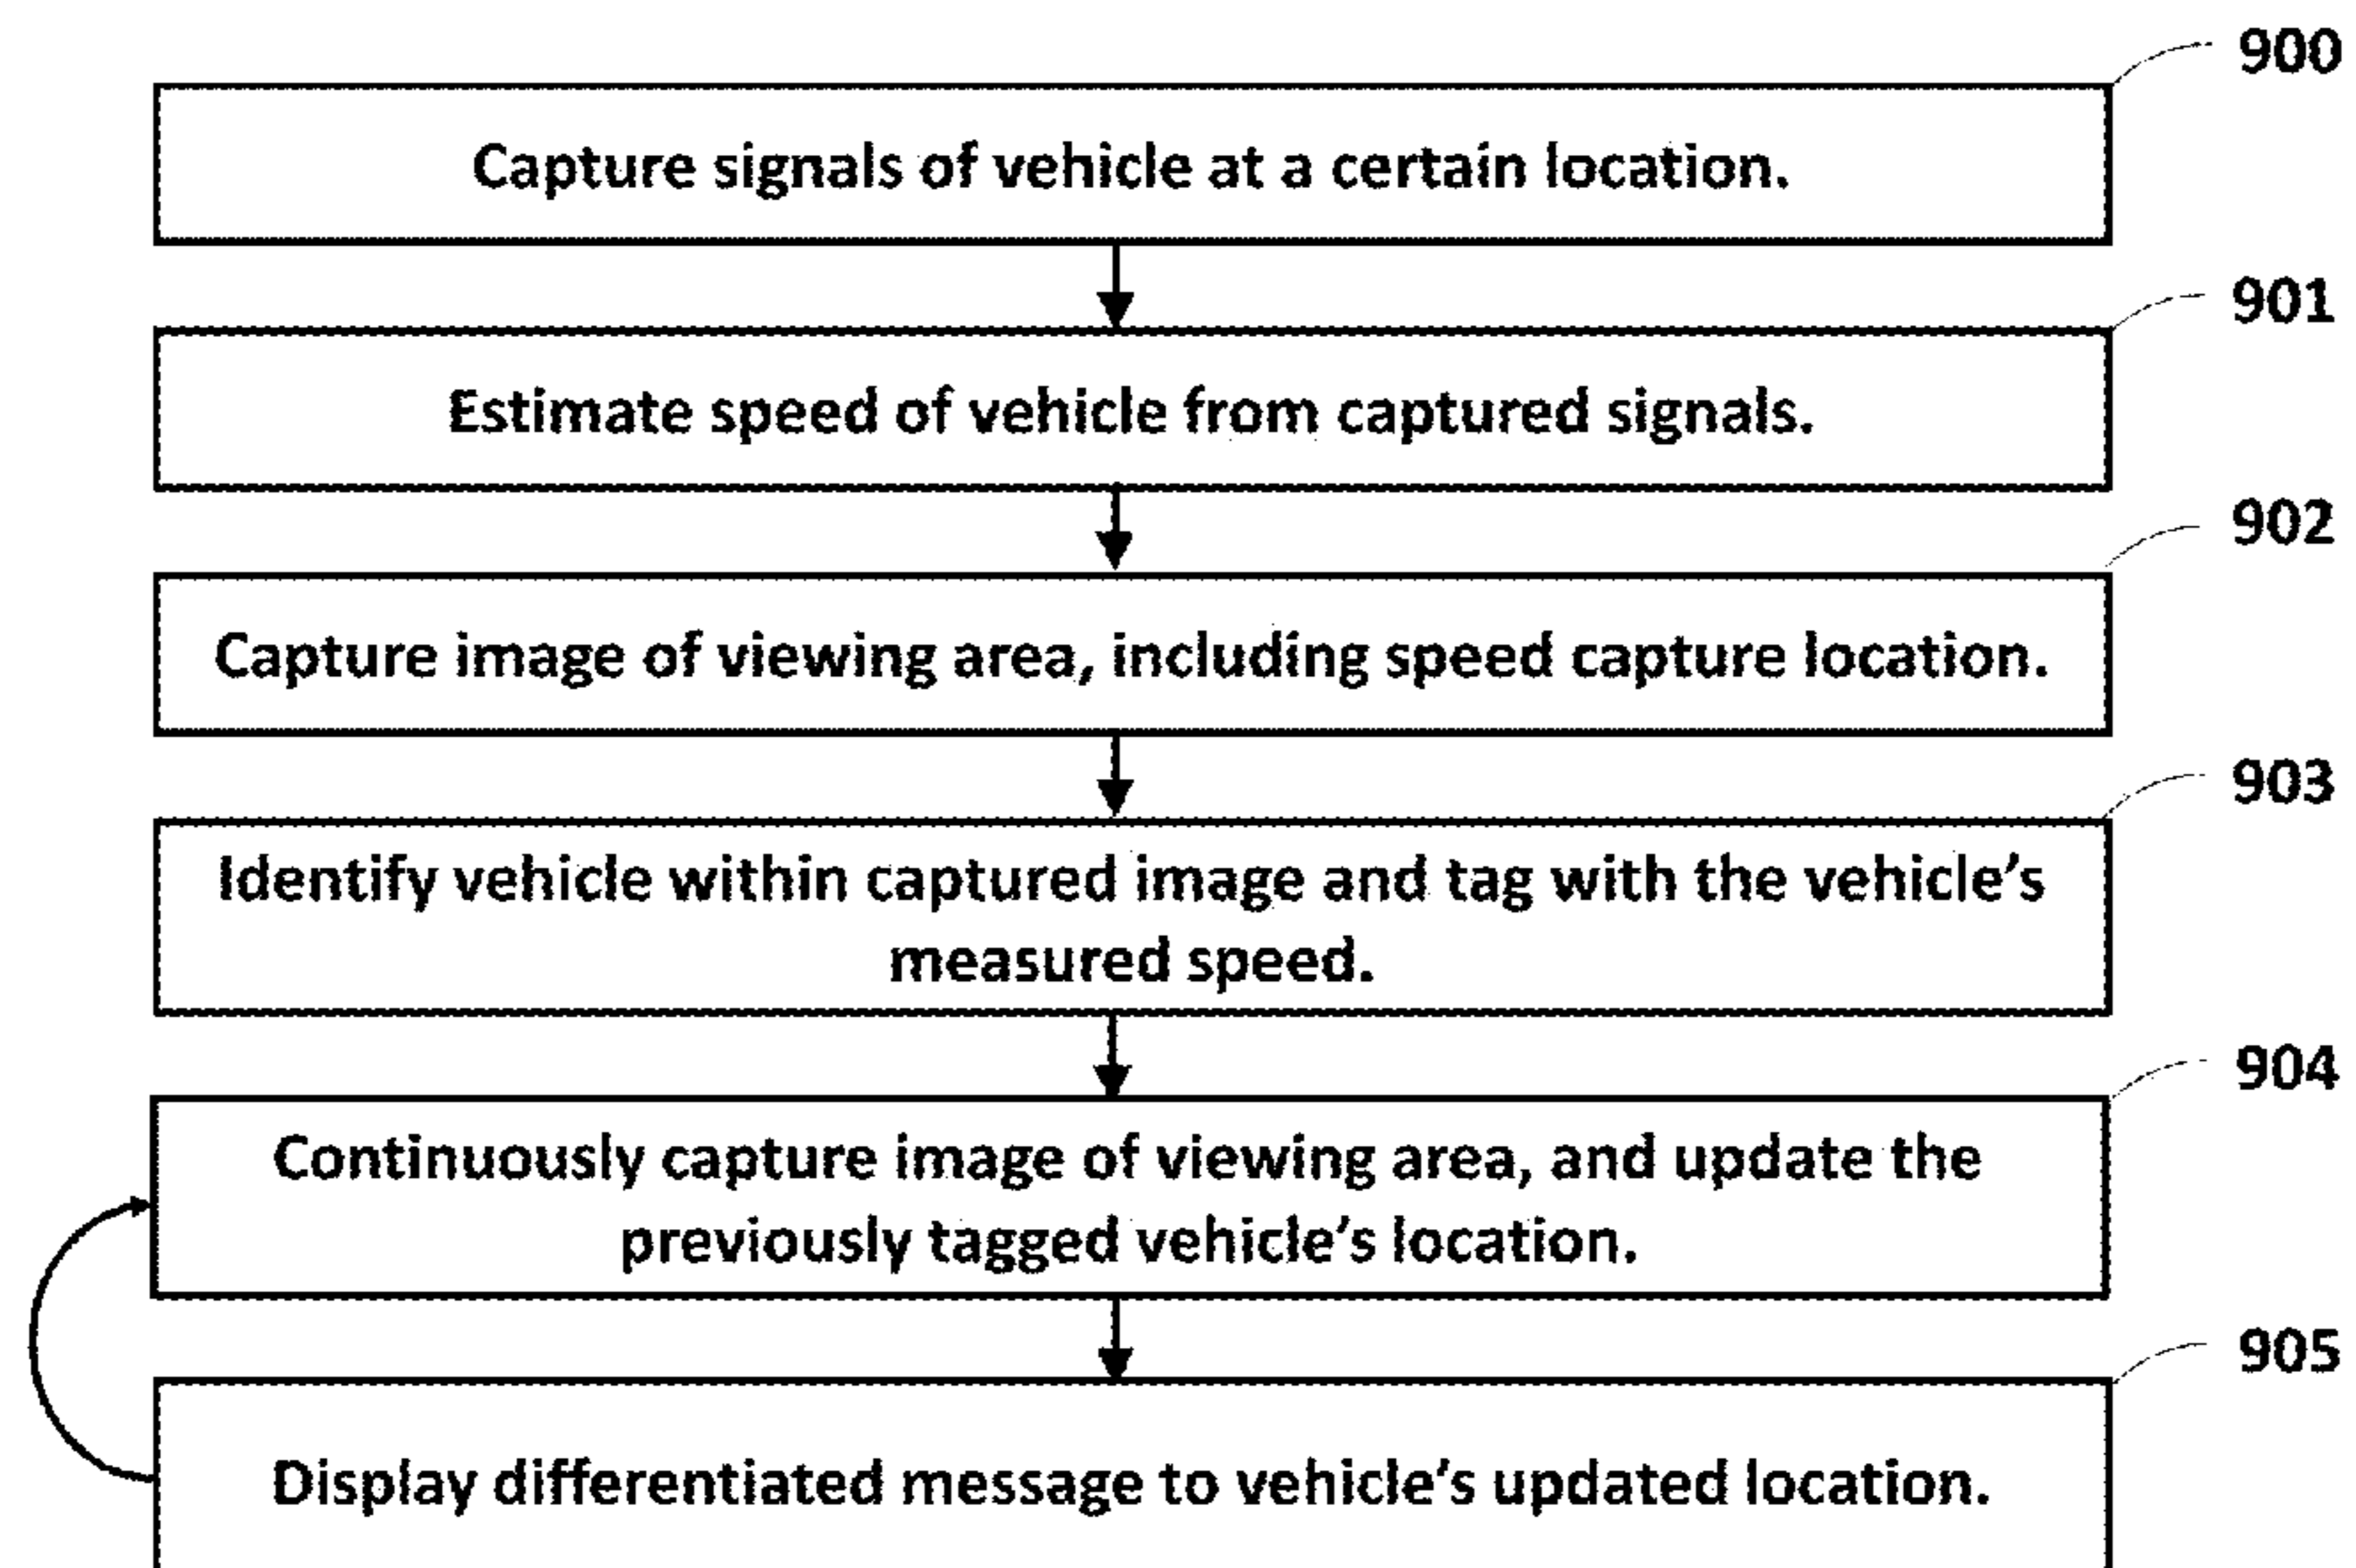 900
Capture signals of vehicle at a certain location.
901
Estimate speed of vehicle from captured signals.
902
Capture image of viewing area, including speed capture location.
903
Identify vehicle within captured image and tag with the vehicle's
measured speed.
904
Continuously capture image of viewing area, and update the
previously tagged vehicle's location.
905
Display differentiated message to vehicle's updated location.